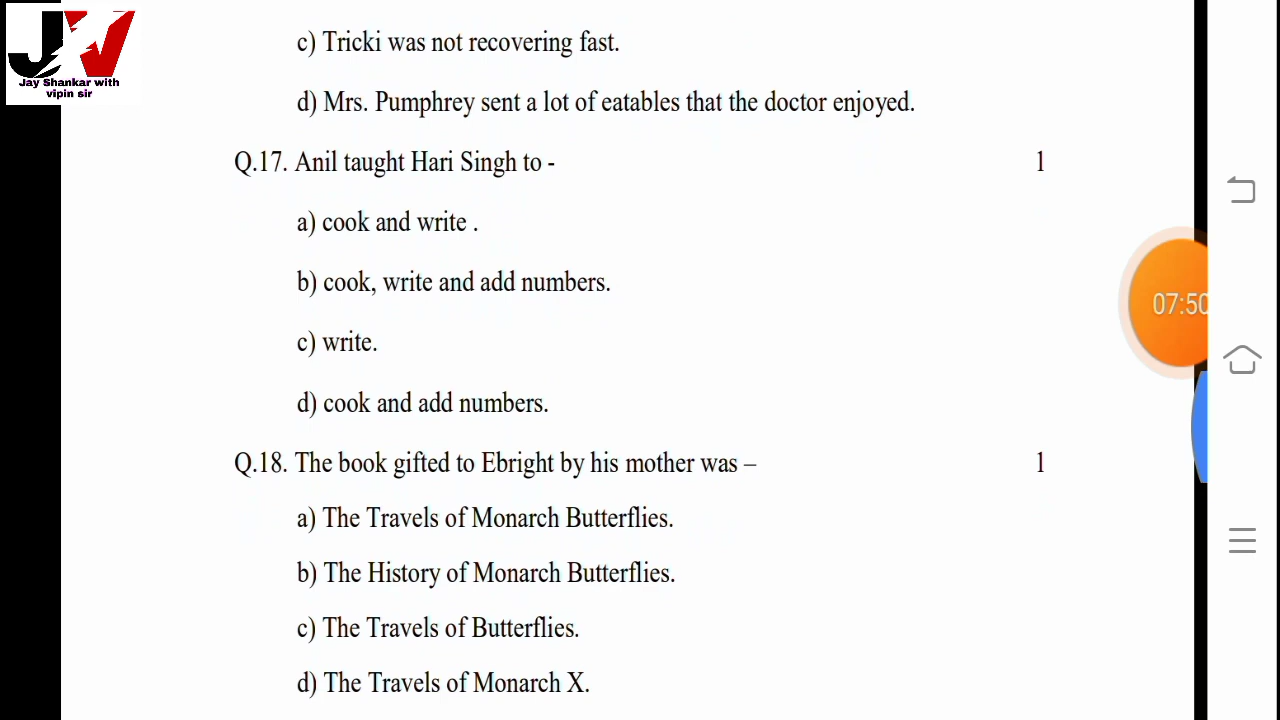 JV
Jay Shankar with
vipin sir
c) Tricki was not recovering fast.
d) Mrs. Pumphrey sent a lot of eatables that the doctor enjoyed.
Q.17. Anil taught Hari Singh to - 1
a) cook and write .
b) cook, write and add numbers.
c) write.
d) cook and add numbers.
07:50
Q.18. The book gifted to Ebright by his mother was – 1
a) The Travels of Monarch Butterflies.
b) The History of Monarch Butterflies.
c) The Travels of Butterflies.
d) The Travels of Monarch X.